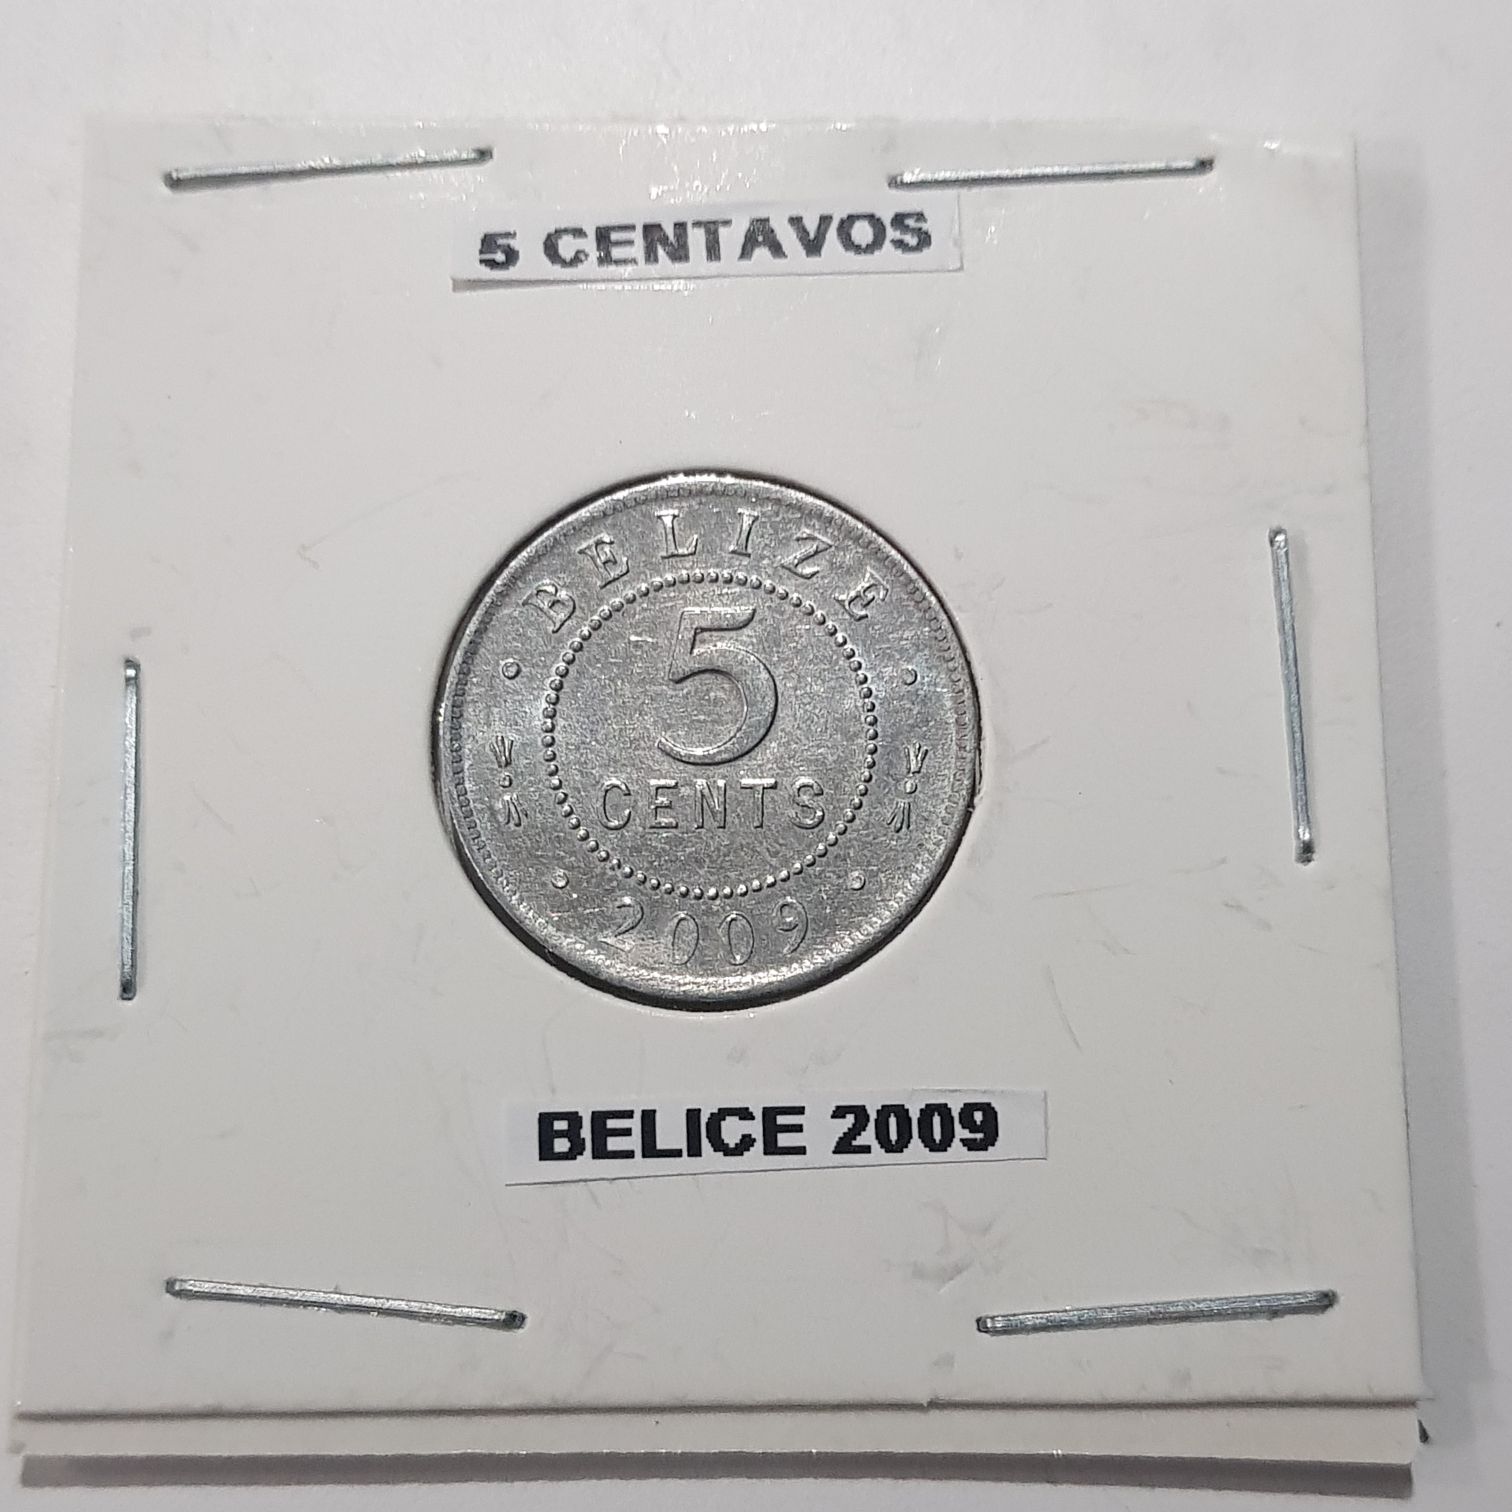 5 CENTAVOS
BELIZE
5
CENTS
2009
BELICE 2009